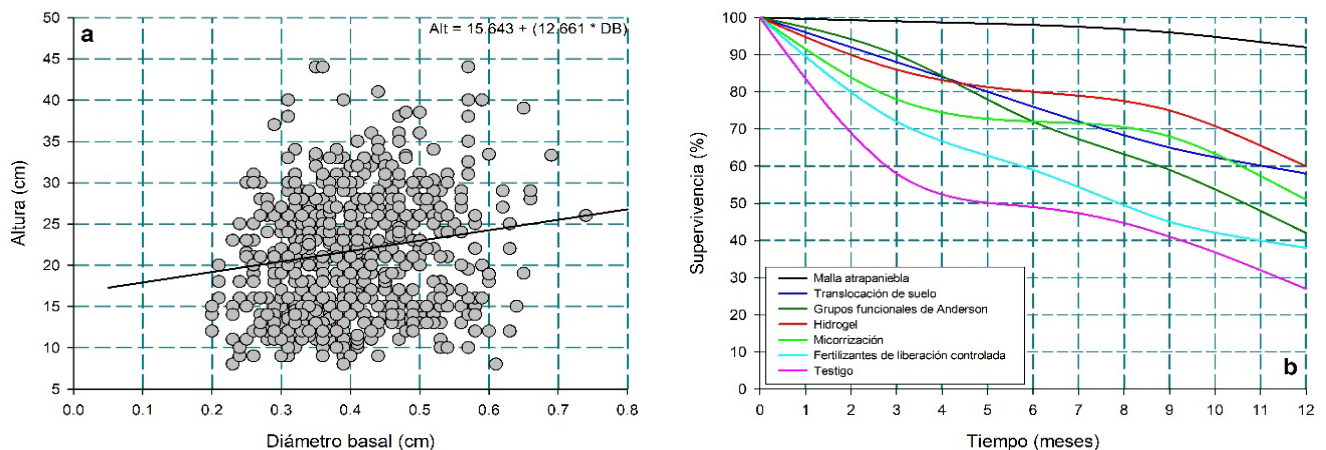 a
Alt = 15.643 + (12.661 * DB)
50
45
40
35
30
25
20
15
10
5
Altura (cm)
0.0 0.1 0.2 0.3 0.4 0.5 0.6 0.7 0.8
Diámetro basal (cm)
100
90
80
70
60
50
40
30
20
10
0
Supervivencia (%)
Malla atrapaniebla
Translocación de suelo
Grupos funcionales de Anderson
Hidrogel
Micorrización
Fertilizantes de liberación controlada
Testigo
b
0 1 2 3 4 5 6 7 8 9 10 11 12
Tiempo (meses)